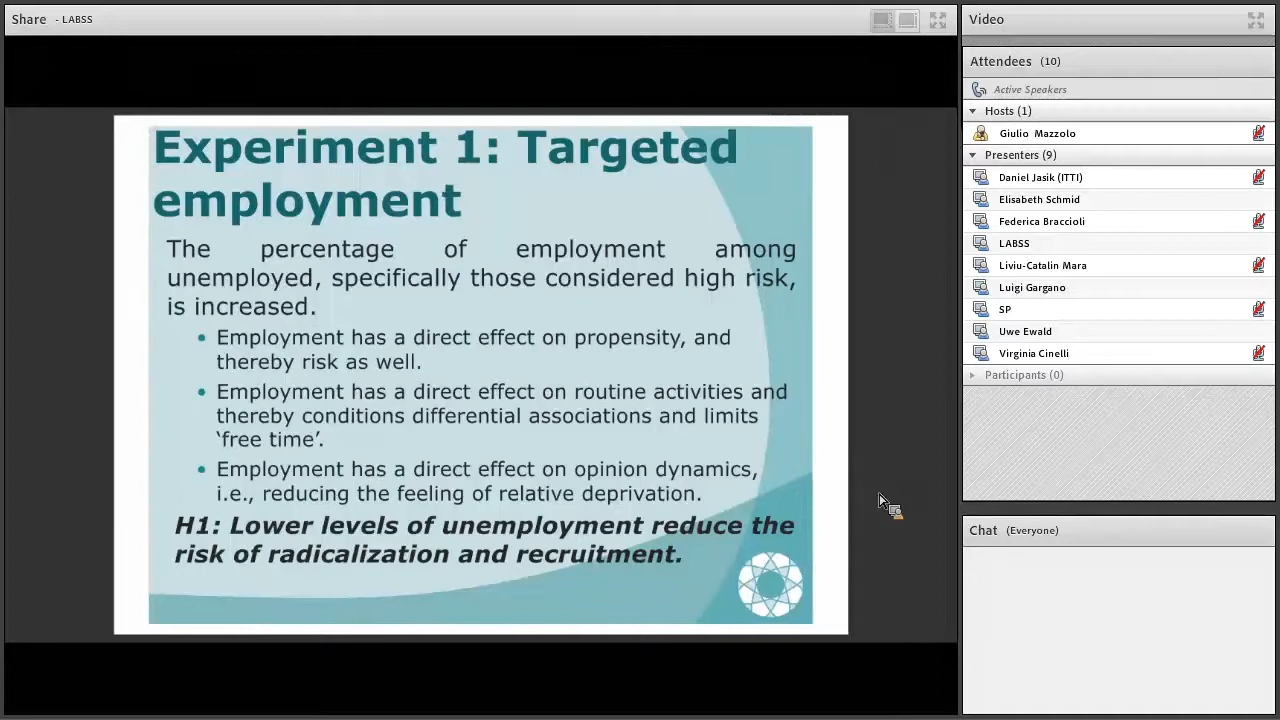 Share - LABSS
Experiment 1: Targeted
employment
The percentage of employment among
unemployed, specifically those considered high risk,
is increased.
• Employment has a direct effect on propensity, and
thereby risk as well.
• Employment has a direct effect on routine activities and
thereby conditions differential associations and limits
‘free time’.
• Employment has a direct effect on opinion dynamics,
i.e., reducing the feeling of relative deprivation.
H1: Lower levels of unemployment reduce the
risk of radicalization and recruitment.
Video
Attendees (10)
Active Speakers
Hosts (1)
Giulio Mazzolo
Presenters (9)
Daniel Jasik (ITTI)
Elisabeth Schmid
Federica Braccioli
LABSS
Liviu-Catalin Mara
Luigi Gargano
SP
Uwe Ewald
Virginia Cinelli
Participants (0)
Chat (Everyone)